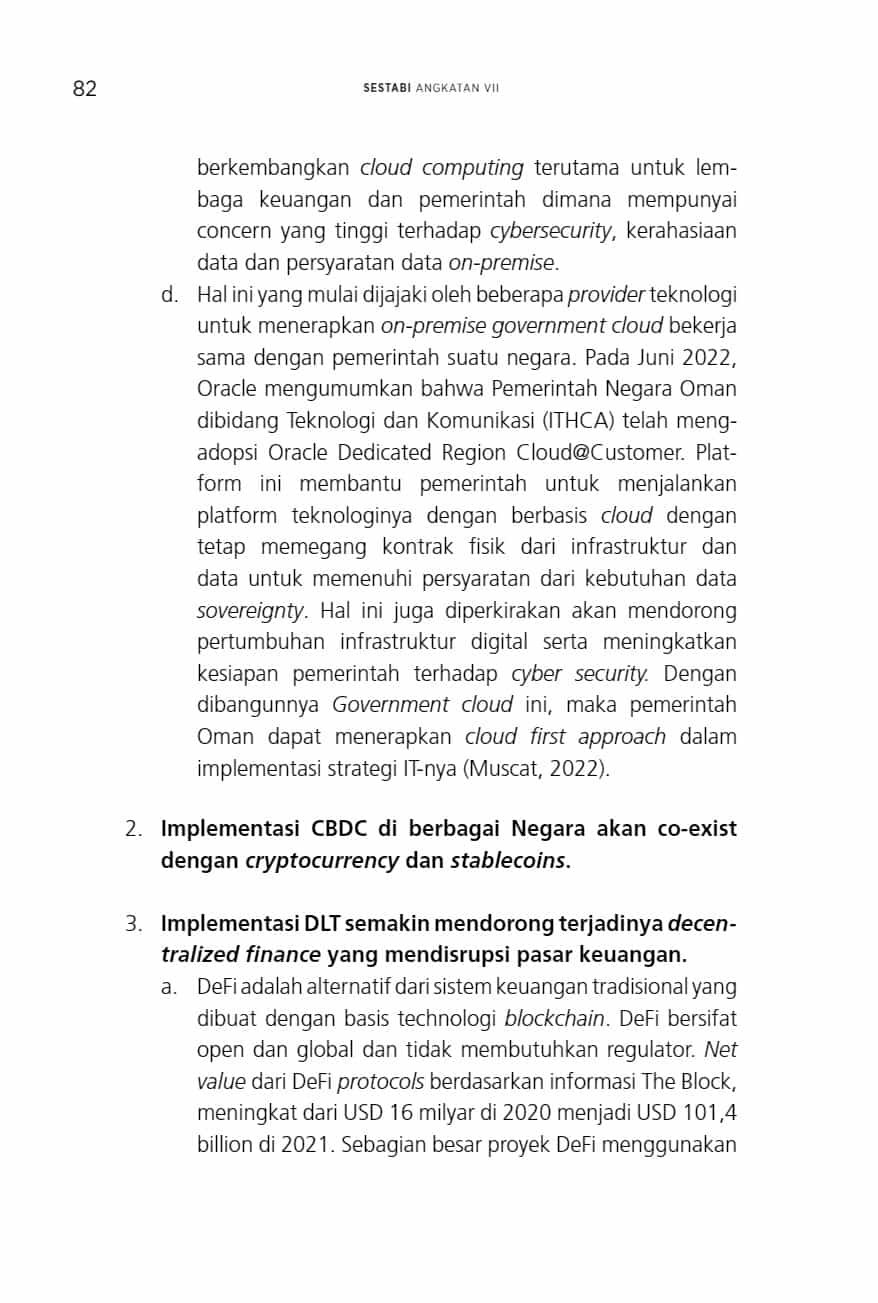 82
SESTABI ANGKATAN VII
berkembangkan cloud computing terutama untuk lem-
baga keuangan dan pemerintah dimana mempunyai
concern yang tinggi terhadap cybersecurity, kerahasiaan
data dan persyaratan data on-premise.
d. Hal ini yang mulai dijajaki oleh beberapa provider teknologi
untuk menerapkan on-premise government cloud bekerja
sama dengan pemerintah suatu negara. Pada Juni 2022,
Oracle mengumumkan bahwa Pemerintah Negara Oman
dibidang Teknologi dan Komunikasi (ITHCA) telah meng-
adopsi Oracle Dedicated Region Cloud@Customer. Plat-
form ini membantu pemerintah untuk menjalankan
platform teknologinya dengan berbasis cloud dengan
tetap memegang kontrak fisik dari infrastruktur dan
data untuk memenuhi persyaratan dari kebutuhan data
sovereignty. Hal ini juga diperkirakan akan mendorong
pertumbuhan infrastruktur digital serta meningkatkan
kesiapan pemerintah terhadap cyber security. Dengan
dibangunnya Government cloud ini, maka pemerintah
Oman dapat menerapkan cloud first approach dalam
implementasi strategi IT-nya (Muscat, 2022).
2. Implementasi CBDC di berbagai Negara akan co-exist
dengan cryptocurrency dan stablecoins.
3. Implementasi DLT semakin mendorong terjadinya decen-
tralized finance yang mendisrupsi pasar keuangan.
a. DeFi adalah alternatif dari sistem keuangan tradisional yang
dibuat dengan basis technologi blockchain. DeFi bersifat
open dan global dan tidak membutuhkan regulator. Net
value dari DeFi protocols berdasarkan informasi The Block,
meningkat dari USD 16 milyar di 2020 menjadi USD 101,4
billion di 2021. Sebagian besar proyek DeFi menggunakan